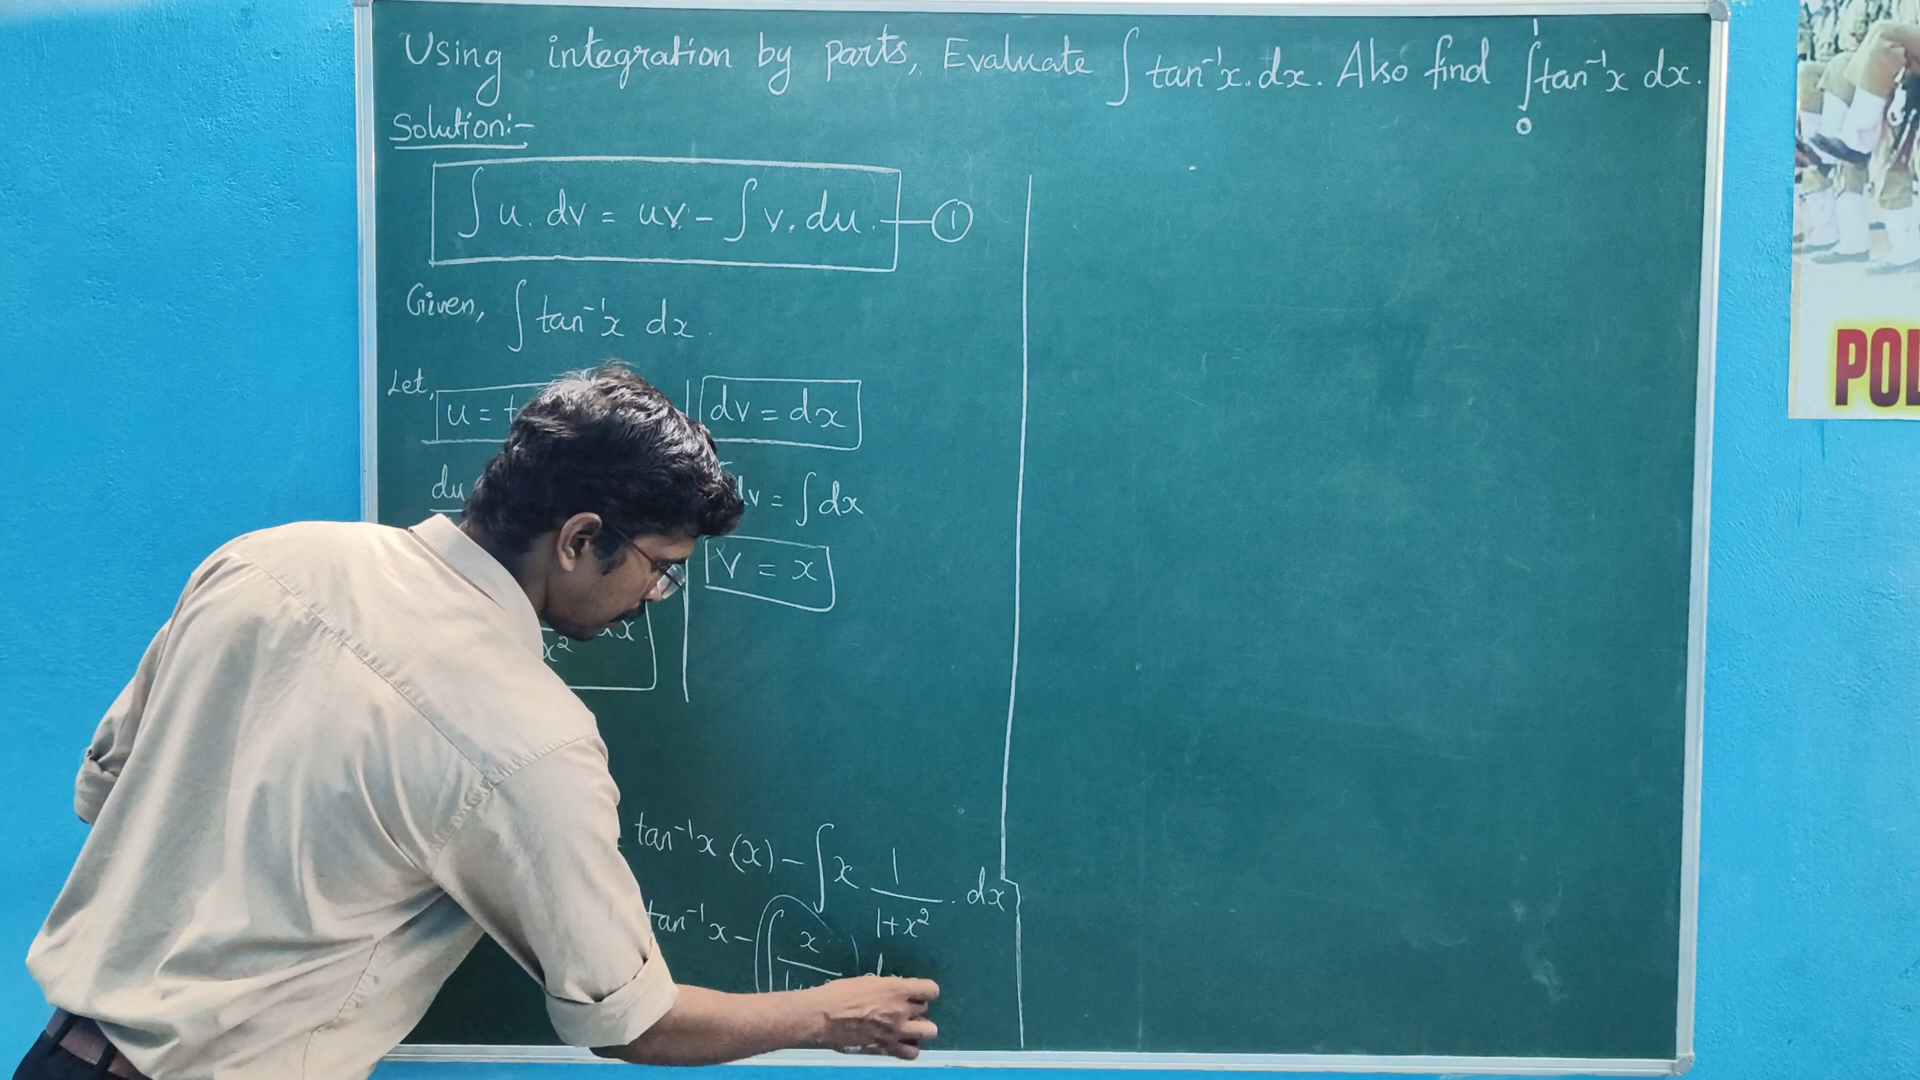 Using integration by parts, Evaluate ∫ tan⁻¹x. dx. Also find ∫₀¹ tan⁻¹x dx.
Solution:-
∫ u. dv = uv - ∫ v. du. — ①
Given, ∫ tan⁻¹x dx.
Let, u = t
dv = dx
du
dv = ∫ dx
v = x
x² dx.
tan⁻¹x (x) - ∫ x 1/(1+x²) . dx
tan⁻¹x - ∫ x
POL